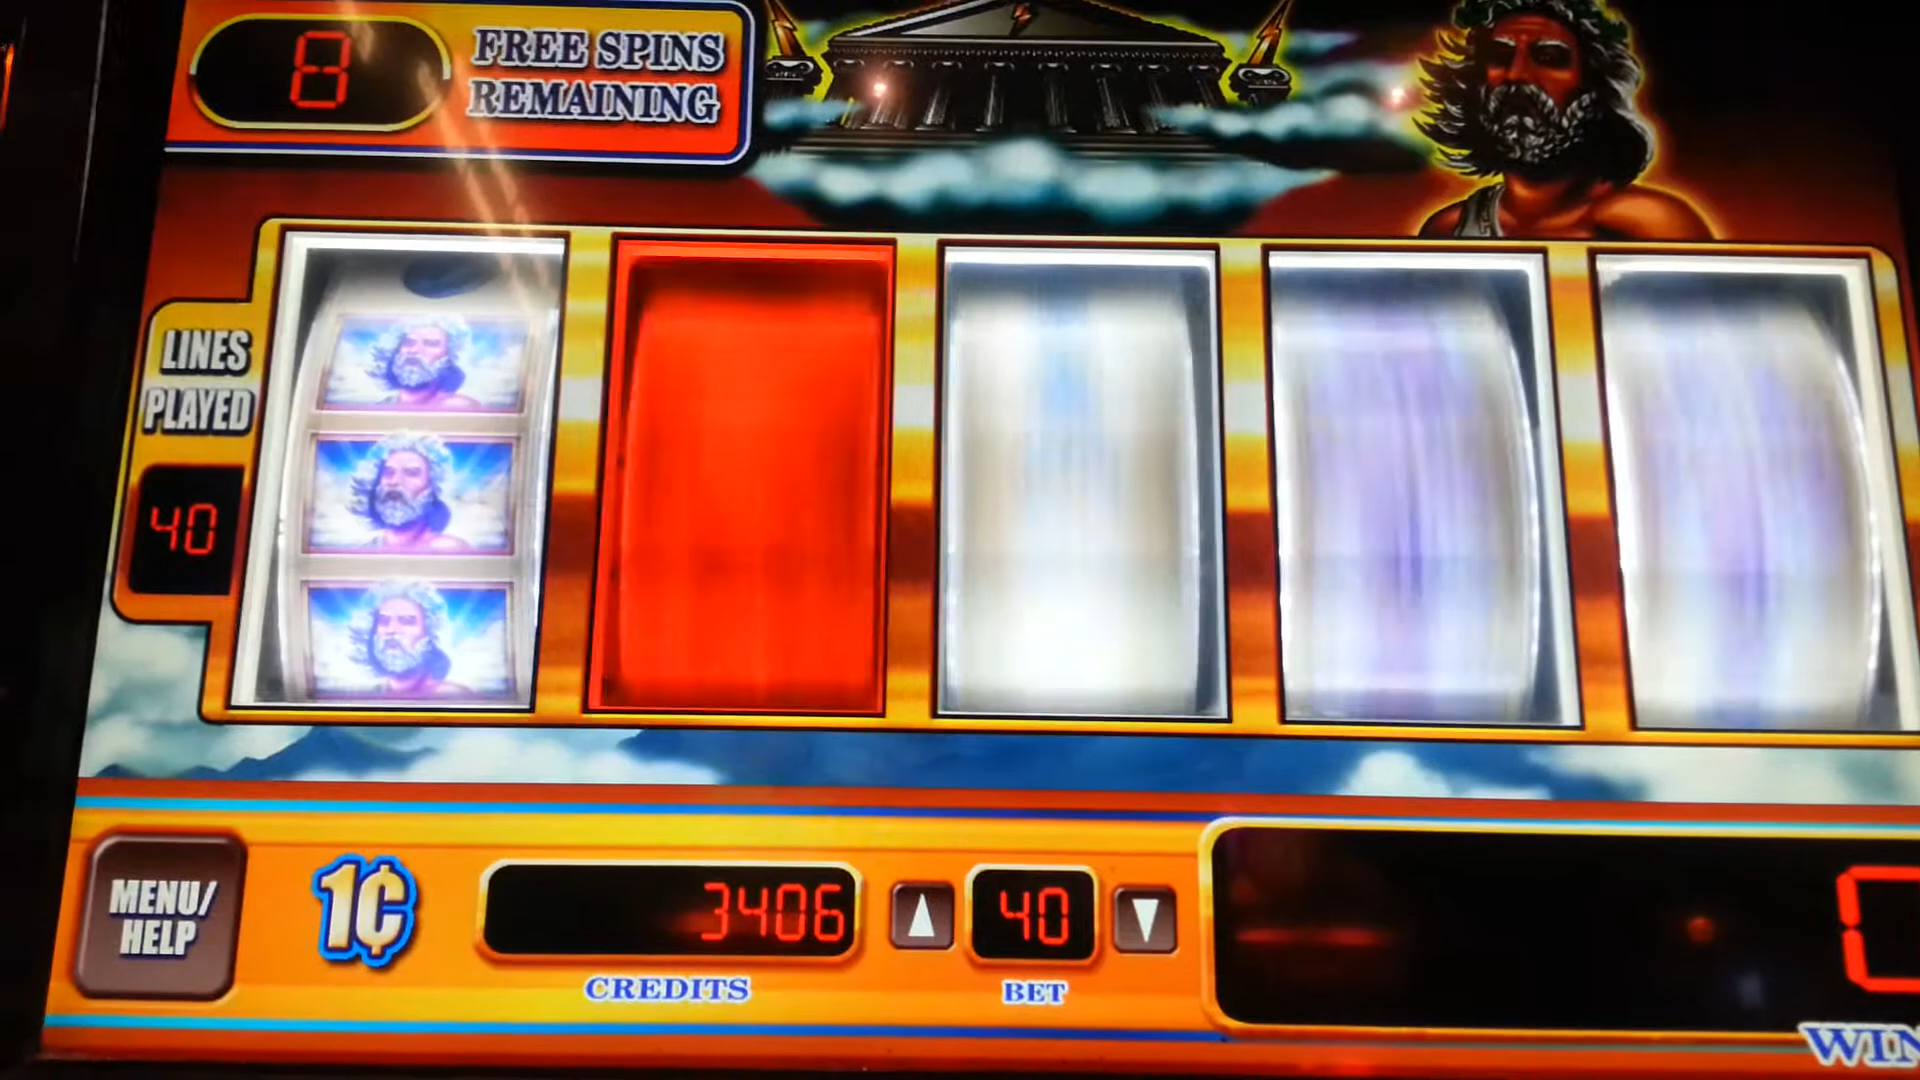 8
FREE SPINS
REMAINING
LINES
PLAYED
40
MENU/
HELP
1¢
3406
CREDITS
40
BET